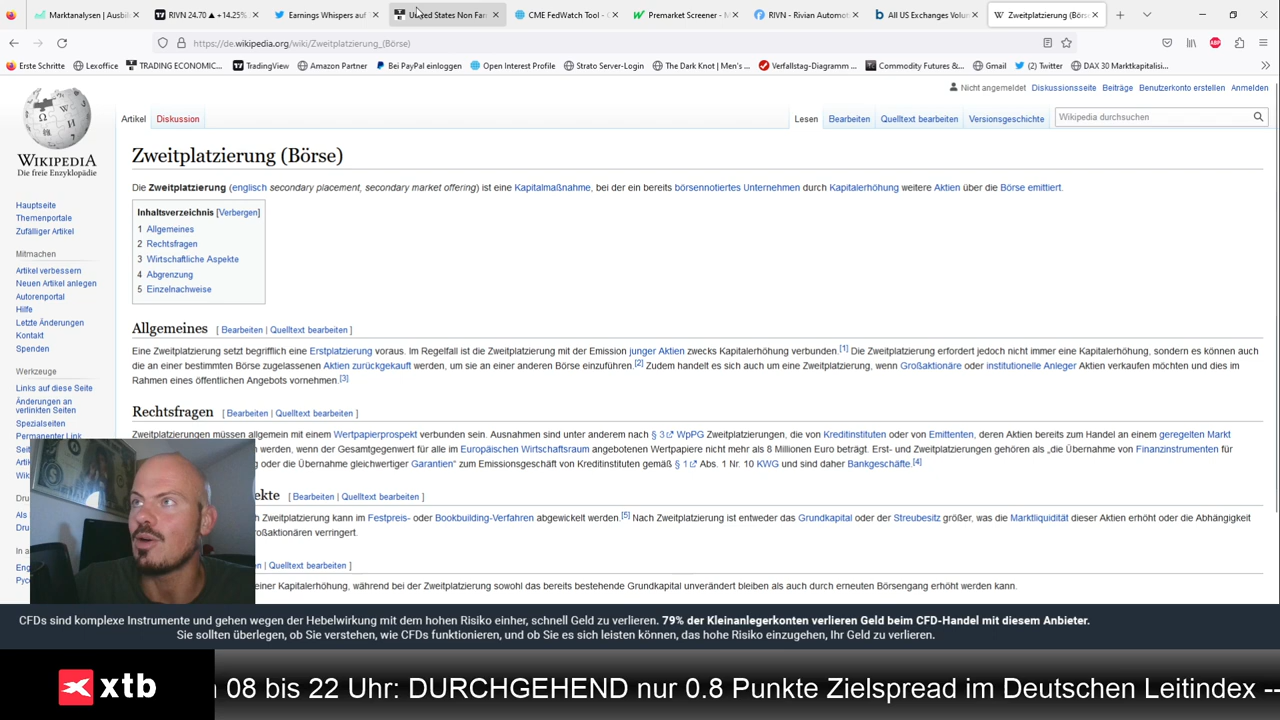 Marktanalysen | Ausbil
RIVN 24.70 ▲ +14.25%
Earnings Whispers auf
United States Non Far
CME FedWatch Tool -
Premarket Screener - M
RIVN - Rivian Automot
All US Exchanges Volun
Zweitplatzierung (Börs
https://de.wikipedia.org/wiki/Zweitplatzierung_(Börse)
Erste Schritte
Lexoffice
TRADING ECONOMIC...
TradingView
Amazon Partner
Bei PayPal einloggen
Open Interest Profile
Strato Server-Login
The Dark Knot | Men's ...
Verfallstag-Diagramm ...
Commodity Futures &...
Gmail
(2) Twitter
DAX 30 Marktkapitalisi...
Nicht angemeldet Diskussionsseite Beiträge Benutzerkonto erstellen Anmelden
Artikel Diskussion
Lesen Bearbeiten Quelltext bearbeiten Versionsgeschichte
Wikipedia durchsuchen
WIKIPEDIA
Die freie Enzyklopädie
Hauptseite
Themenportale
Zufälliger Artikel
Mitmachen
Artikel verbessern
Neuen Artikel anlegen
Autorenportal
Hilfe
Letzte Änderungen
Kontakt
Spenden
Werkzeuge
Links auf diese Seite
Änderungen an
verlinkten Seiten
Spezialseiten
Permanenter Link
Zweitplatzierung (Börse)
Die Zweitplatzierung (englisch secondary placement, secondary market offering) ist eine Kapitalmaßnahme, bei der ein bereits börsennotiertes Unternehmen durch Kapitalerhöhung weitere Aktien über die Börse emittiert.
Inhaltsverzeichnis [Verbergen]
1 Allgemeines
2 Rechtsfragen
3 Wirtschaftliche Aspekte
4 Abgrenzung
5 Einzelnachweise
Allgemeines [ Bearbeiten | Quelltext bearbeiten ]
Eine Zweitplatzierung setzt begrifflich eine Erstplatzierung voraus. Im Regelfall ist die Zweitplatzierung mit der Emission junger Aktien zwecks Kapitalerhöhung verbunden.[1] Die Zweitplatzierung erfordert jedoch nicht immer eine Kapitalerhöhung, sondern es können auch
die an einer bestimmten Börse zugelassenen Aktien zurückgekauft werden, um sie an einer anderen Börse einzuführen.[2] Zudem handelt es sich auch um eine Zweitplatzierung, wenn Großaktionäre oder institutionelle Anleger Aktien verkaufen möchten und dies im
Rahmen eines öffentlichen Angebots vornehmen.[3]
Rechtsfragen [ Bearbeiten | Quelltext bearbeiten ]
Zweitplatzierungen müssen allgemein mit einem Wertpapierprospekt verbunden sein. Ausnahmen sind unter anderem nach § 3 WpPG Zweitplatzierungen, die von Kreditinstituten oder von Emittenten, deren Aktien bereits zum Handel an einem geregelten Markt
werden, wenn der Gesamtgegenwert für alle im Europäischen Wirtschaftsraum angebotenen Wertpapiere nicht mehr als 8 Millionen Euro beträgt. Erst- und Zweitplatzierungen gehören als „die Übernahme von Finanzinstrumenten für
oder die Übernahme gleichwertiger Garantien“ zum Emissionsgeschäft von Kreditinstituten gemäß § 1 Abs. 1 Nr. 10 KWG und sind daher Bankgeschäfte.[4]
ekte [ Bearbeiten | Quelltext bearbeiten ]
h Zweitplatzierung kann im Festpreis- oder Bookbuilding-Verfahren abgewickelt werden.[5] Nach Zweitplatzierung ist entweder das Grundkapital oder der Streubesitz größer, was die Marktliquidität dieser Aktien erhöht oder die Abhängigkeit
roßaktionären verringert.
g [ Bearbeiten | Quelltext bearbeiten ]
einer Kapitalerhöhung, während bei der Zweitplatzierung sowohl das bereits bestehende Grundkapital unverändert bleiben als auch durch erneuten Börsengang erhöht werden kann.
CFDs sind komplexe Instrumente und gehen wegen der Hebelwirkung mit dem hohen Risiko einher, schnell Geld zu verlieren. 79% der Kleinanlegerkonten verlieren Geld beim CFD-Handel mit diesem Anbieter.
Sie sollten überlegen, ob Sie verstehen, wie CFDs funktionieren, und ob Sie es sich leisten können, das hohe Risiko einzugehen, Ihr Geld zu verlieren.
xtb
08 bis 22 Uhr: DURCHGEHEND nur 0.8 Punkte Zielspread im Deutschen Leitindex --